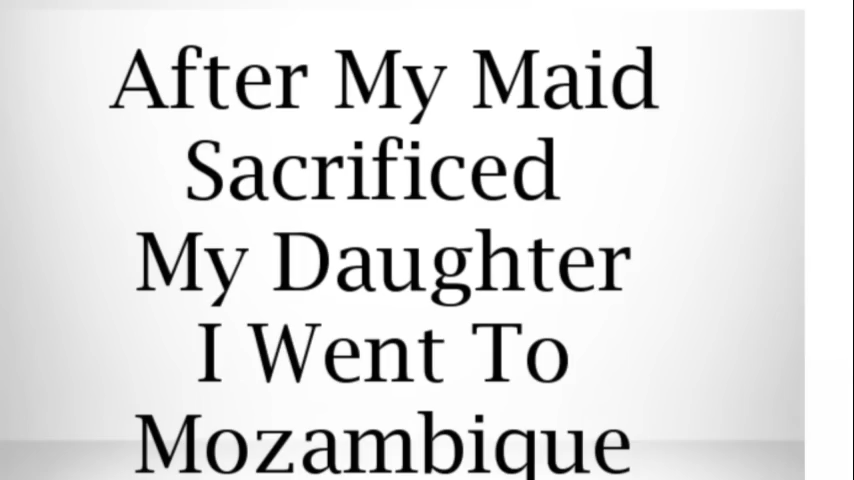 After My Maid
Sacrificed
My Daughter
I Went To
Mozambique